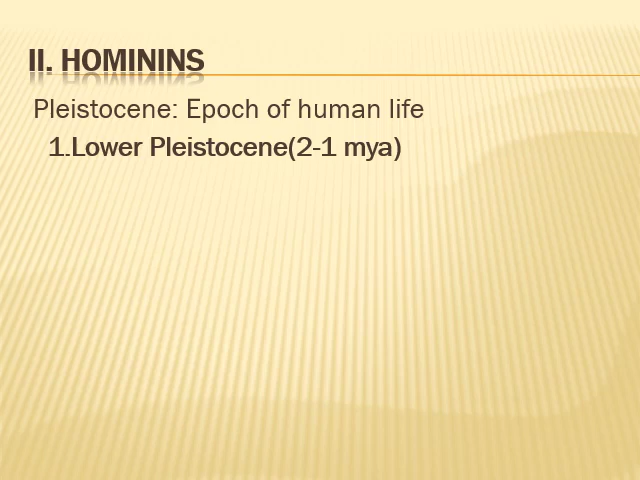 II. HOMININS
Pleistocene: Epoch of human life
1.Lower Pleistocene(2-1 mya)